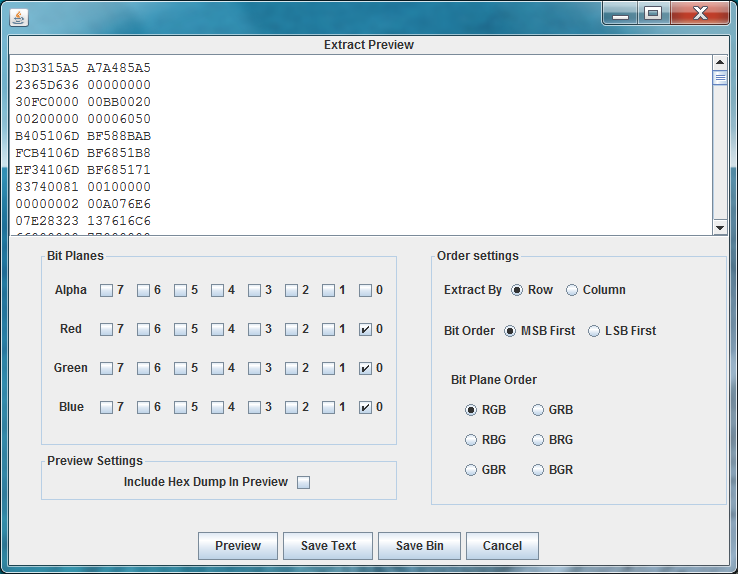 Extract Preview
D3D315A5 A7A485A5
2365D636 00000000
30FC0000 00BB0020
00200000 00006050
B405106D BF588BAB
FCB4106D BF6851B8
EF34106D BF685171
83740081 00100000
00000002 00A076E6
07E28323 137616C6
Bit Planes
Alpha 7 6 5 4 3 2 1 0
Red 7 6 5 4 3 2 1 0
Green 7 6 5 4 3 2 1 0
Blue 7 6 5 4 3 2 1 0
Preview Settings
Include Hex Dump In Preview
Order settings
Extract By Row Column
Bit Order MSB First LSB First
Bit Plane Order
RGB GRB
RBG BRG
GBR BGR
Preview Save Text Save Bin Cancel